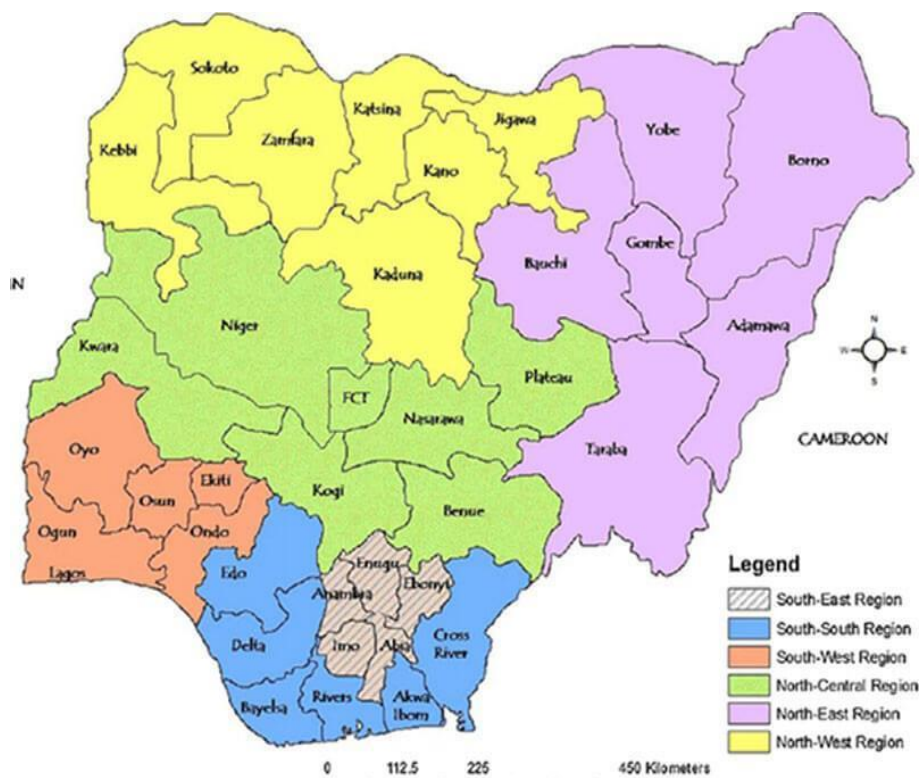 Sokoto
Katsina
Jigawa
Yobe
Kebbi
Zamfara
Kano
Borno
Gombe
Bauchi
Kaduna
IN
Niger
Adamawa
N
W
E
S
Kwara
Plateau
FCT
Nasarawa
CAMEROON
Oyo
Taraba
Ekiti
Osun
Kogi
Benue
Ogun
Ondo
Lagos
Edo
Enugu
Ebonyi
Anambra
Delta
Imo
Abia
Cross
River
Bayelsa
Rivers
Akwa
Ibom
Legend
South-East Region
South-South Region
South-West Region
North-Central Region
North-East Region
North-West Region
0 112.5 225 450 Kilometers